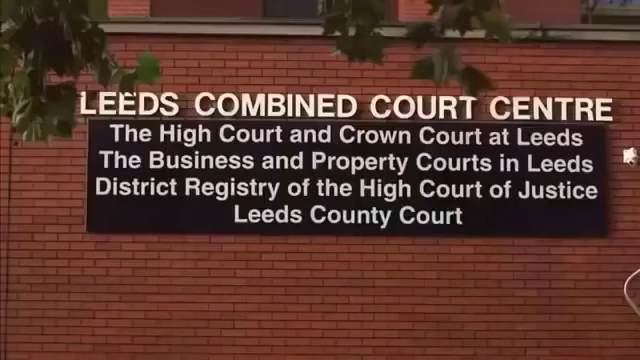 LEEDS COMBINED COURT CENTRE
The High Court and Crown Court at Leeds
The Business and Property Courts in Leeds
District Registry of the High Court of Justice
Leeds County Court